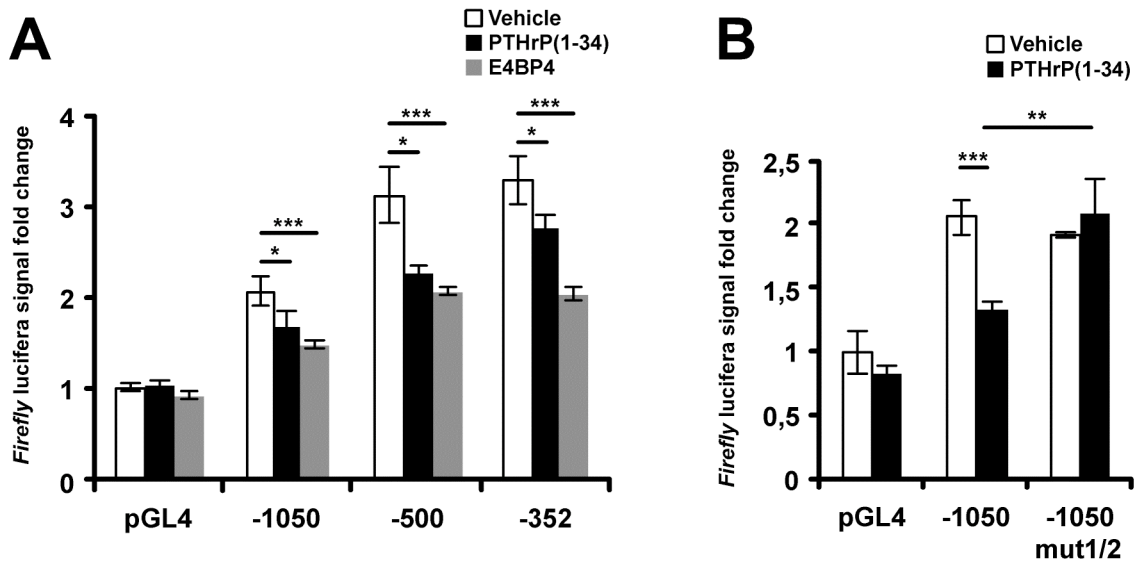 A
Vehicle
PTHrP(1-34)
E4BP4
Firefly lucifera signal fold change
4
3
2
1
0
***
*
***
*
***
*
pGL4
-1050
-500
-352
B
Vehicle
PTHrP(1-34)
Firefly lucifera signal fold change
2,5
2
1,5
1
0,5
0
**
***
pGL4
-1050
-1050
mut1/2